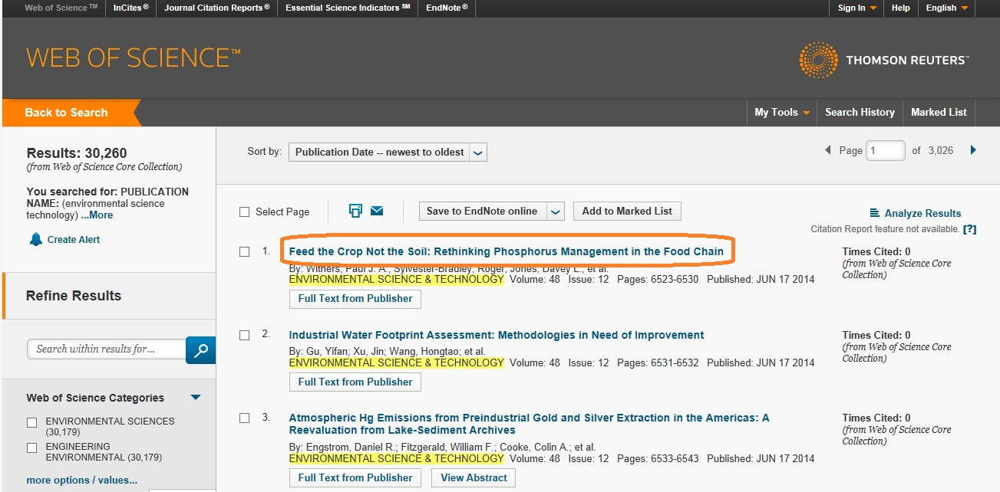 Web of Science ™ InCites ® Journal Citation Reports ® Essential Science Indicators ℠ EndNote ® Sign In Help English
WEB OF SCIENCE™ THOMSON REUTERS™
Back to Search My Tools Search History Marked List
Results: 30,260
(from Web of Science Core Collection)
You searched for: PUBLICATION
NAME: (environmental science
technology) ...More
Create Alert
Refine Results
Search within results for...
Web of Science Categories
ENVIRONMENTAL SCIENCES
(30,179)
ENGINEERING
ENVIRONMENTAL (30,179)
more options / values...
Sort by: Publication Date -- newest to oldest Page 1 of 3,026
Select Page Save to EndNote online Add to Marked List
Analyze Results
Citation Report feature not available. [?]
1. Feed the Crop Not the Soil: Rethinking Phosphorus Management in the Food Chain
By: Withers, Paul J. A.; Sylvester-Bradley, Roger; Jones, Davey L.; et al.
ENVIRONMENTAL SCIENCE & TECHNOLOGY Volume: 48 Issue: 12 Pages: 6523-6530 Published: JUN 17 2014
Full Text from Publisher
Times Cited: 0
(from Web of Science Core
Collection)
2. Industrial Water Footprint Assessment: Methodologies in Need of Improvement
By: Gu, Yifan; Xu, Jin; Wang, Hongtao; et al.
ENVIRONMENTAL SCIENCE & TECHNOLOGY Volume: 48 Issue: 12 Pages: 6531-6532 Published: JUN 17 2014
Full Text from Publisher
Times Cited: 0
(from Web of Science Core
Collection)
3. Atmospheric Hg Emissions from Preindustrial Gold and Silver Extraction in the Americas: A
Reevaluation from Lake-Sediment Archives
By: Engstrom, Daniel R.; Fitzgerald, William F.; Cooke, Colin A.; et al.
ENVIRONMENTAL SCIENCE & TECHNOLOGY Volume: 48 Issue: 12 Pages: 6533-6543 Published: JUN 17 2014
Full Text from Publisher View Abstract
Times Cited: 0
(from Web of Science Core
Collection)